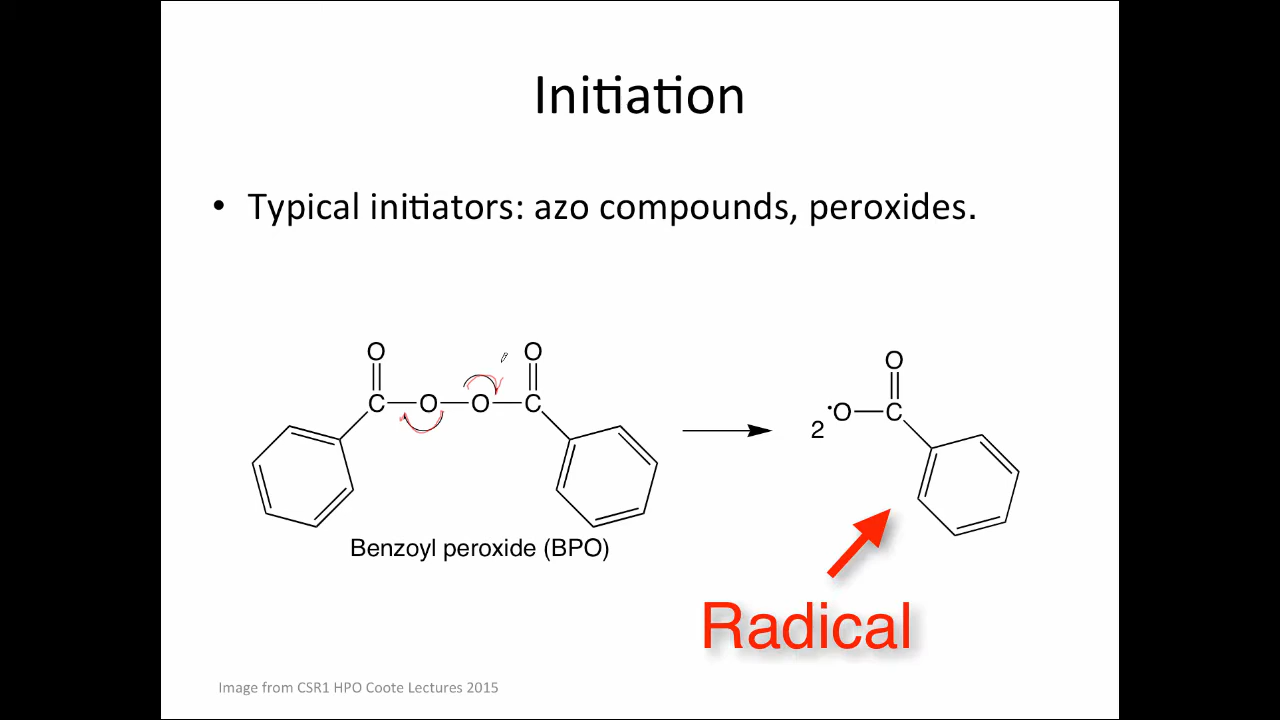 Initiation
• Typical initiators: azo compounds, peroxides.
O O O
C O O C 2 •O C
Benzoyl peroxide (BPO)
Radical
Image from CSR1 HPO Coote Lectures 2015